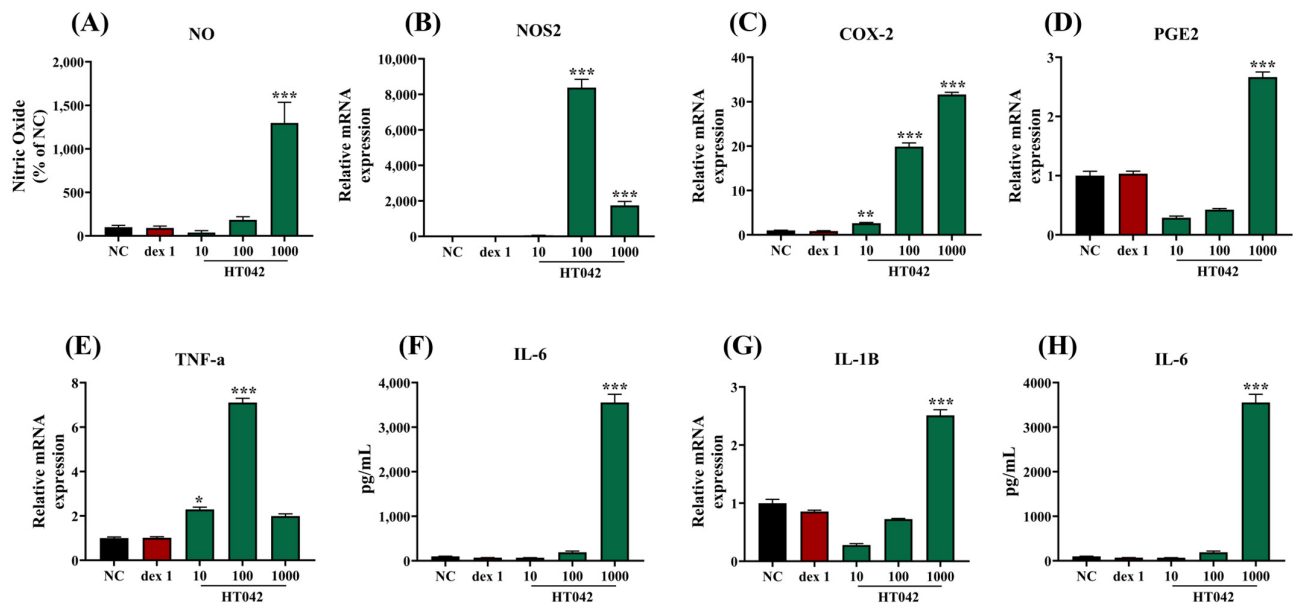 (A)
NO
Nitric Oxide
(% of NC)
2,000
1,500
1,000
500
0
***
NC dex 1 10 100 1000
HT042
(B)
NOS2
Relative mRNA
expression
10,000
8,000
6,000
4,000
2,000
0
***
***
NC dex 1 10 100 1000
HT042
(C)
COX-2
Relative mRNA
expression
40
30
20
10
0
**
***
***
NC dex 1 10 100 1000
HT042
(D)
PGE2
Relative mRNA
expression
3
2
1
0
***
NC dex 1 10 100 1000
HT042
(E)
TNF-a
Relative mRNA
expression
8
6
4
2
0
*
***
NC dex 1 10 100 1000
HT042
(F)
IL-6
pg/mL
4,000
3,000
2,000
1,000
0
***
NC dex 1 10 100 1000
HT042
(G)
IL-1B
Relative mRNA
expression
3
2
1
0
***
NC dex 1 10 100 1000
HT042
(H)
IL-6
pg/mL
4000
3000
2000
1000
0
***
NC dex 1 10 100 1000
HT042